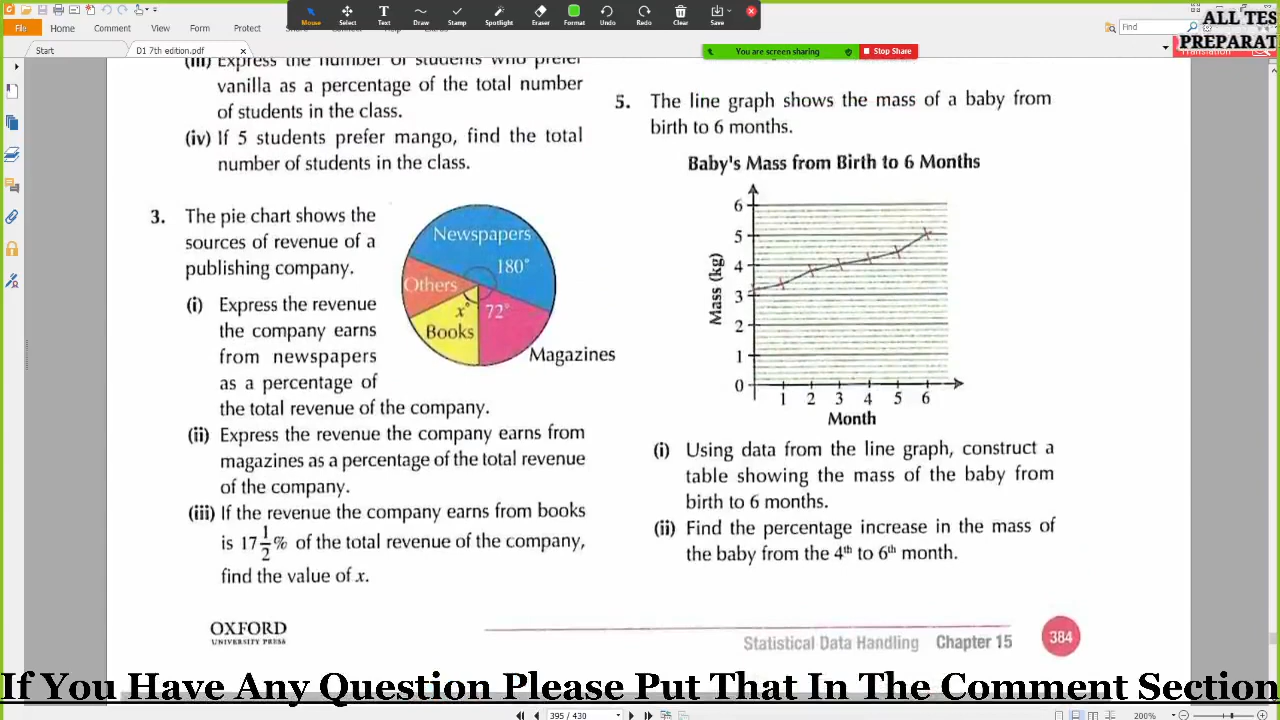 Mouse Select Text Draw Stamp Spotlight Eraser Format Undo Redo Clear Save
ALL TES
PREPARAT
File Home Comment View Form Protect
Find
You are screen sharing Stop Share
Start D1 7th edition.pdf
(iii) Express the number of students who prefer
vanilla as a percentage of the total number
of students in the class.
(iv) If 5 students prefer mango, find the total
number of students in the class.
3. The pie chart shows the
sources of revenue of a
publishing company.
(i) Express the revenue
the company earns
from newspapers
as a percentage of
the total revenue of the company.
Newspapers
180°
Others
x°
72°
Books
Magazines
(ii) Express the revenue the company earns from
magazines as a percentage of the total revenue
of the company.
(iii) If the revenue the company earns from books
is 17 1/2 % of the total revenue of the company,
find the value of x.
5. The line graph shows the mass of a baby from
birth to 6 months.
Baby's Mass from Birth to 6 Months
Mass (kg)
6
5
4
3
2
1
0
1 2 3 4 5 6
Month
(i) Using data from the line graph, construct a
table showing the mass of the baby from
birth to 6 months.
(ii) Find the percentage increase in the mass of
the baby from the 4th to 6th month.
OXFORD
UNIVERSITY PRESS
Statistical Data Handling Chapter 15 384
If You Have Any Question Please Put That In The Comment Section
395 / 430
200%